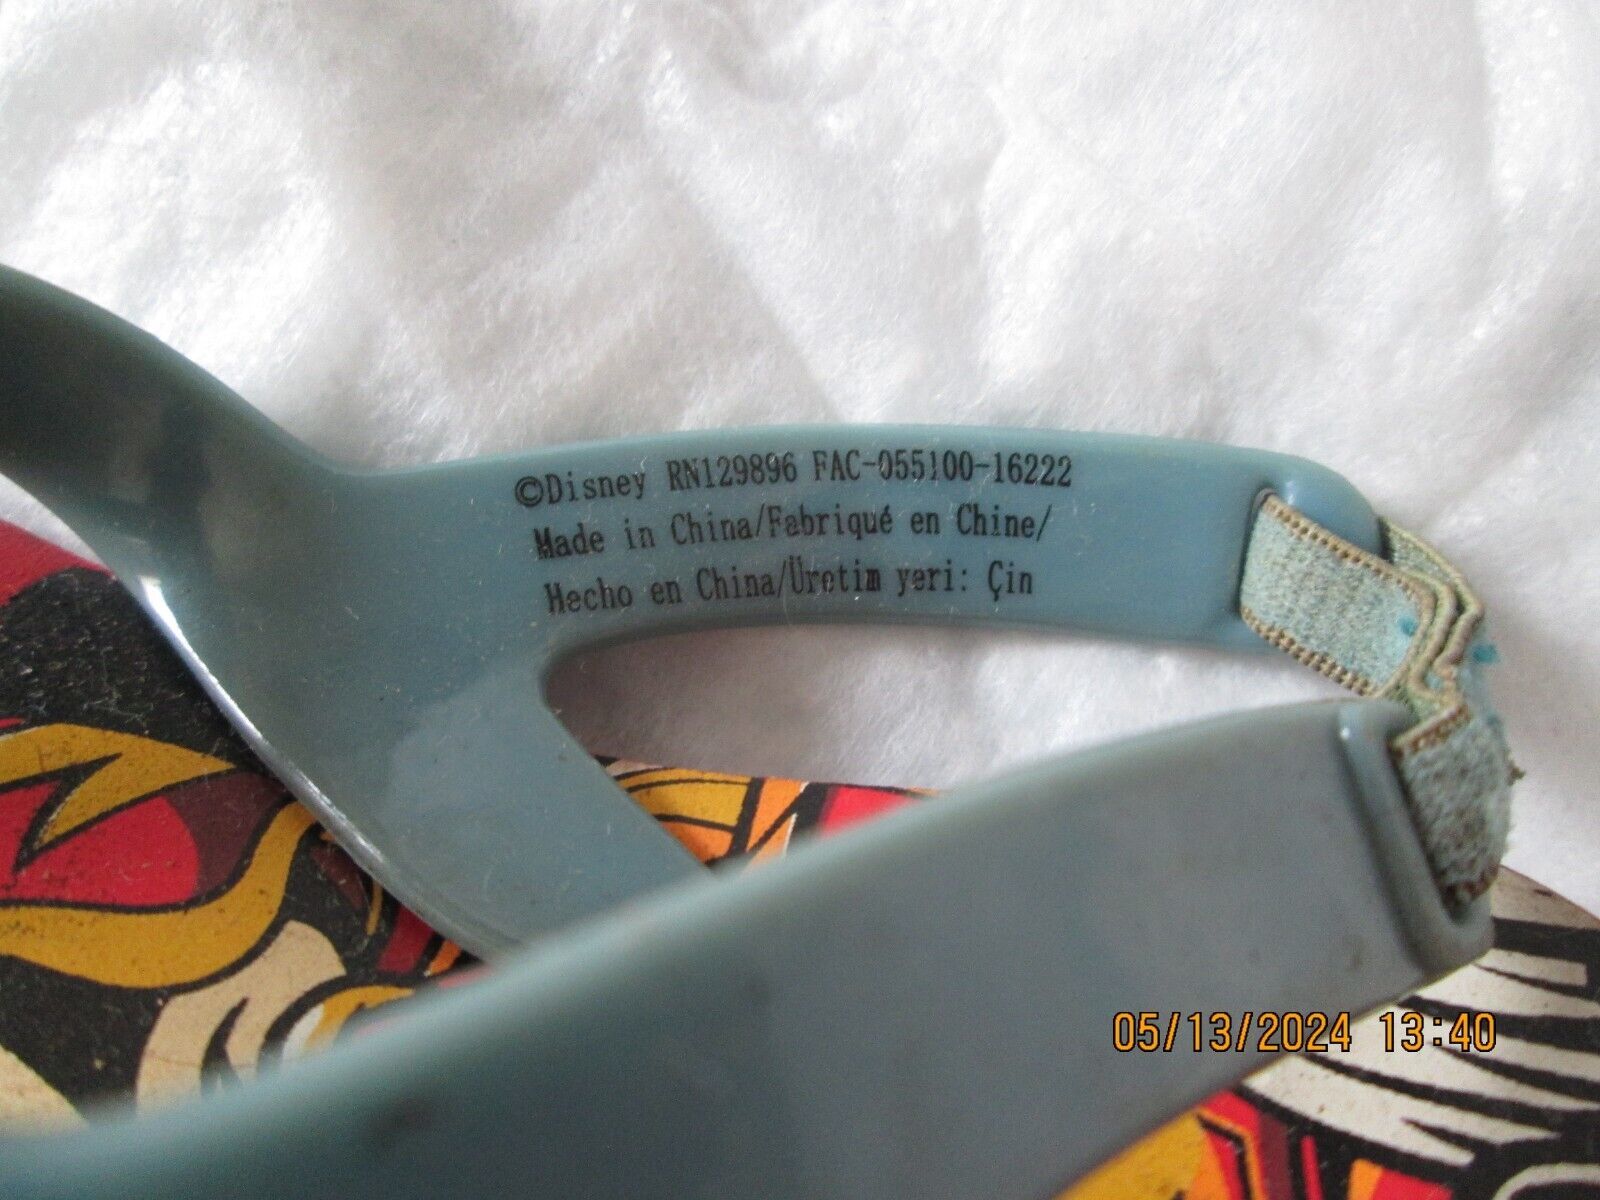 ©Disney RN129896 FAC-055100-16222
Made in China/Fabriqué en Chine/
Hecho en China/Üretim yeri: Çin
05/13/2024 13:40